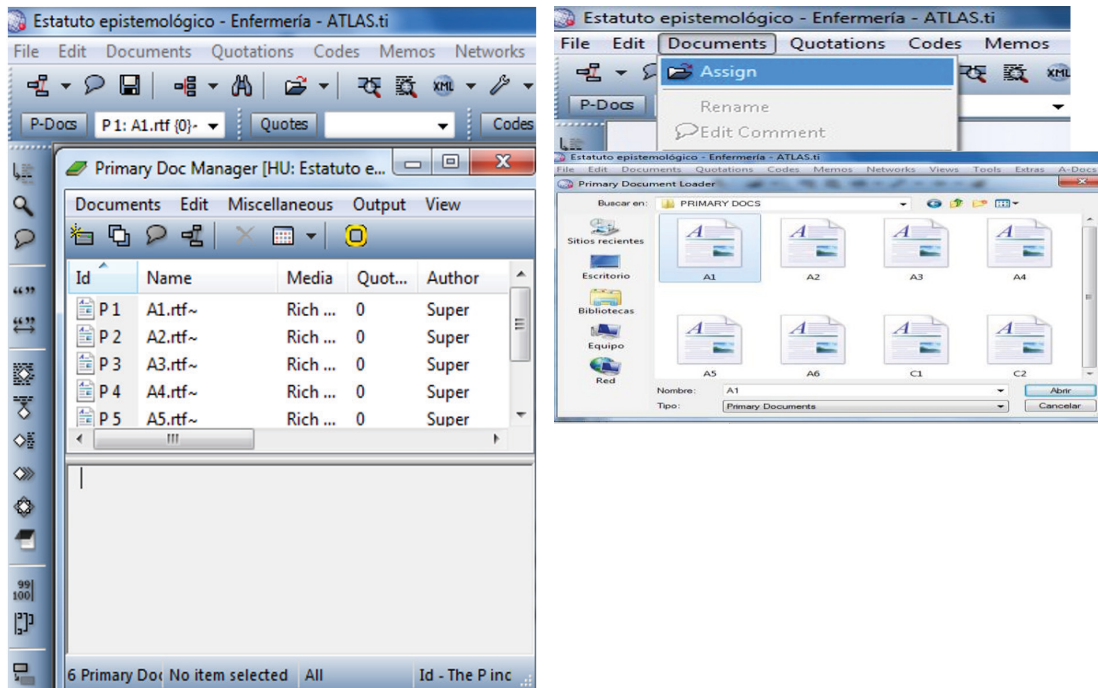 Estatuto epistemológico - Enfermería - ATLAS.ti
File Edit Documents Quotations Codes Memos Networks
XML
P-Docs P 1: A1.rtf {0}- Quotes Codes
Primary Doc Manager [HU: Estatuto e...
Documents Edit Miscellaneous Output View
Id Name Media Quot... Author
P 1 A1.rtf~ Rich ... 0 Super
P 2 A2.rtf~ Rich ... 0 Super
P 3 A3.rtf~ Rich ... 0 Super
P 4 A4.rtf~ Rich ... 0 Super
P 5 A5.rtf~ Rich ... 0 Super
99
100
6 Primary Doc No item selected All Id - The P inc
Estatuto epistemológico - Enfermería - ATLAS.ti
File Edit Documents Quotations Codes Memos
Assign
XML
P-Docs
Rename
Edit Comment
Estatuto epistemológico - Enfermería - ATLAS.ti
File Edit Documents Quotations Codes Memos Networks Views Tools Extras A-Docs
Primary Document Loader
Buscar en: PRIMARY DOCS
Sitios recientes
Escritorio
Bibliotecas
Equipo
Red
A1 A2 A3 A4
A5 A6 C1 C2
Nombre: A1 Abrir
Tipo: Primary Documents Cancelar